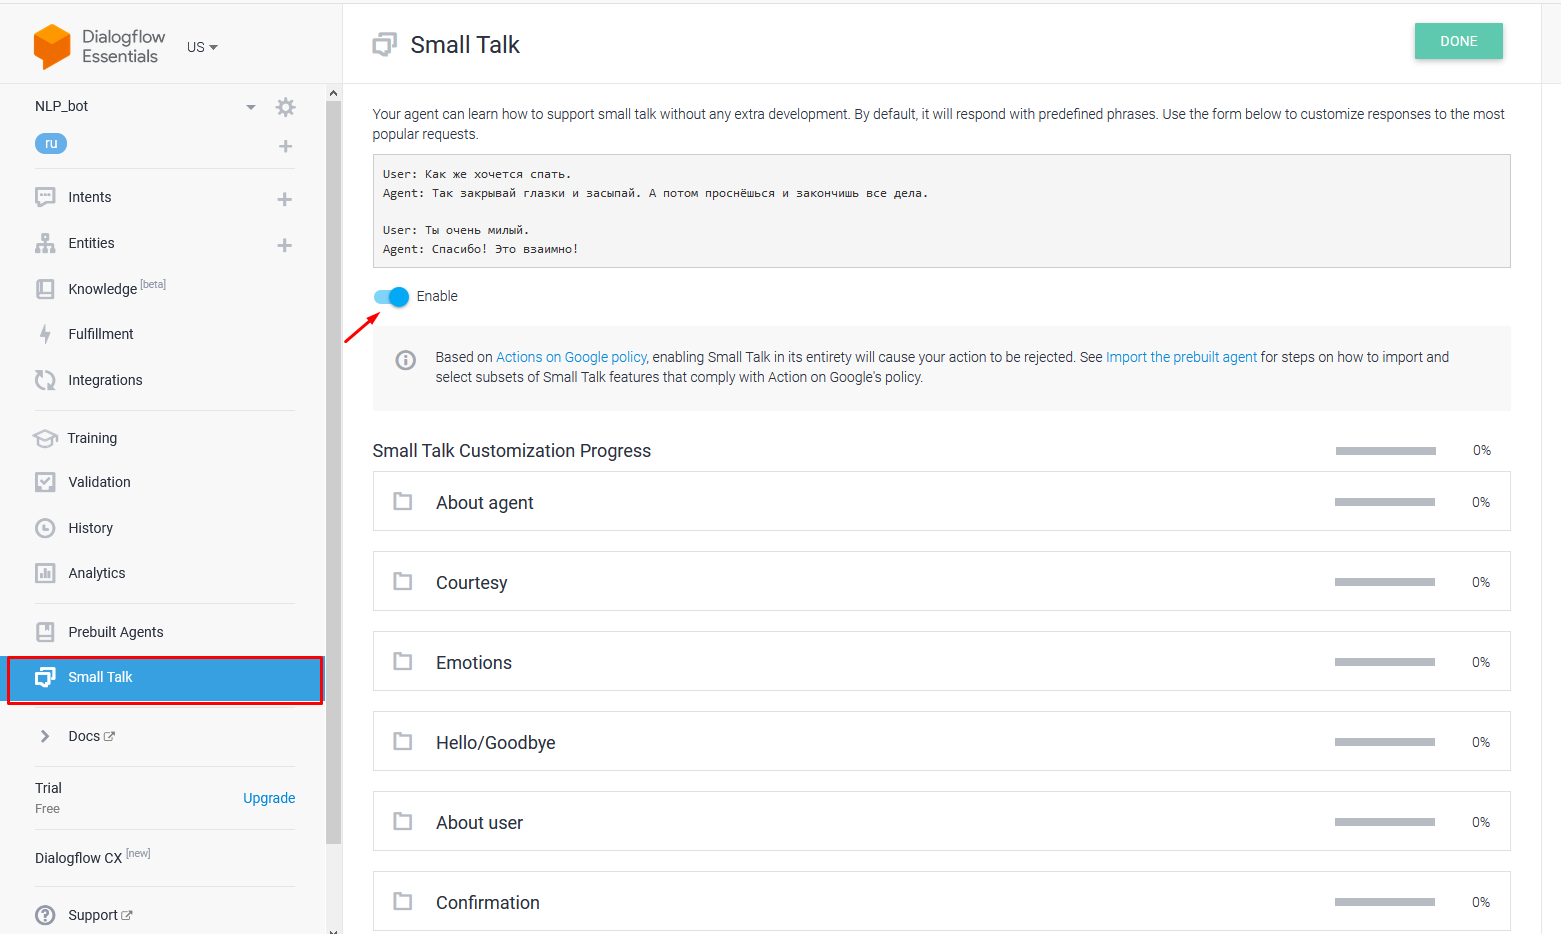 Dialogflow
Essentials
US
Small Talk
DONE
NLP_bot
ru
Intents
Entities
Knowledge [beta]
Fulfillment
Integrations
Training
Validation
History
Analytics
Prebuilt Agents
Small Talk
Docs
Trial
Free
Upgrade
Dialogflow CX [new]
Support
Your agent can learn how to support small talk without any extra development. By default, it will respond with predefined phrases. Use the form below to customize responses to the most
popular requests.
User: Как же хочется спать.
Agent: Так закрывай глазки и засыпай. А потом проснёшься и закончишь все дела.
User: Ты очень милый.
Agent: Спасибо! Это взаимно!
Enable
Based on Actions on Google policy, enabling Small Talk in its entirety will cause your action to be rejected. See Import the prebuilt agent for steps on how to import and
select subsets of Small Talk features that comply with Action on Google's policy.
Small Talk Customization Progress 0%
About agent 0%
Courtesy 0%
Emotions 0%
Hello/Goodbye 0%
About user 0%
Confirmation 0%